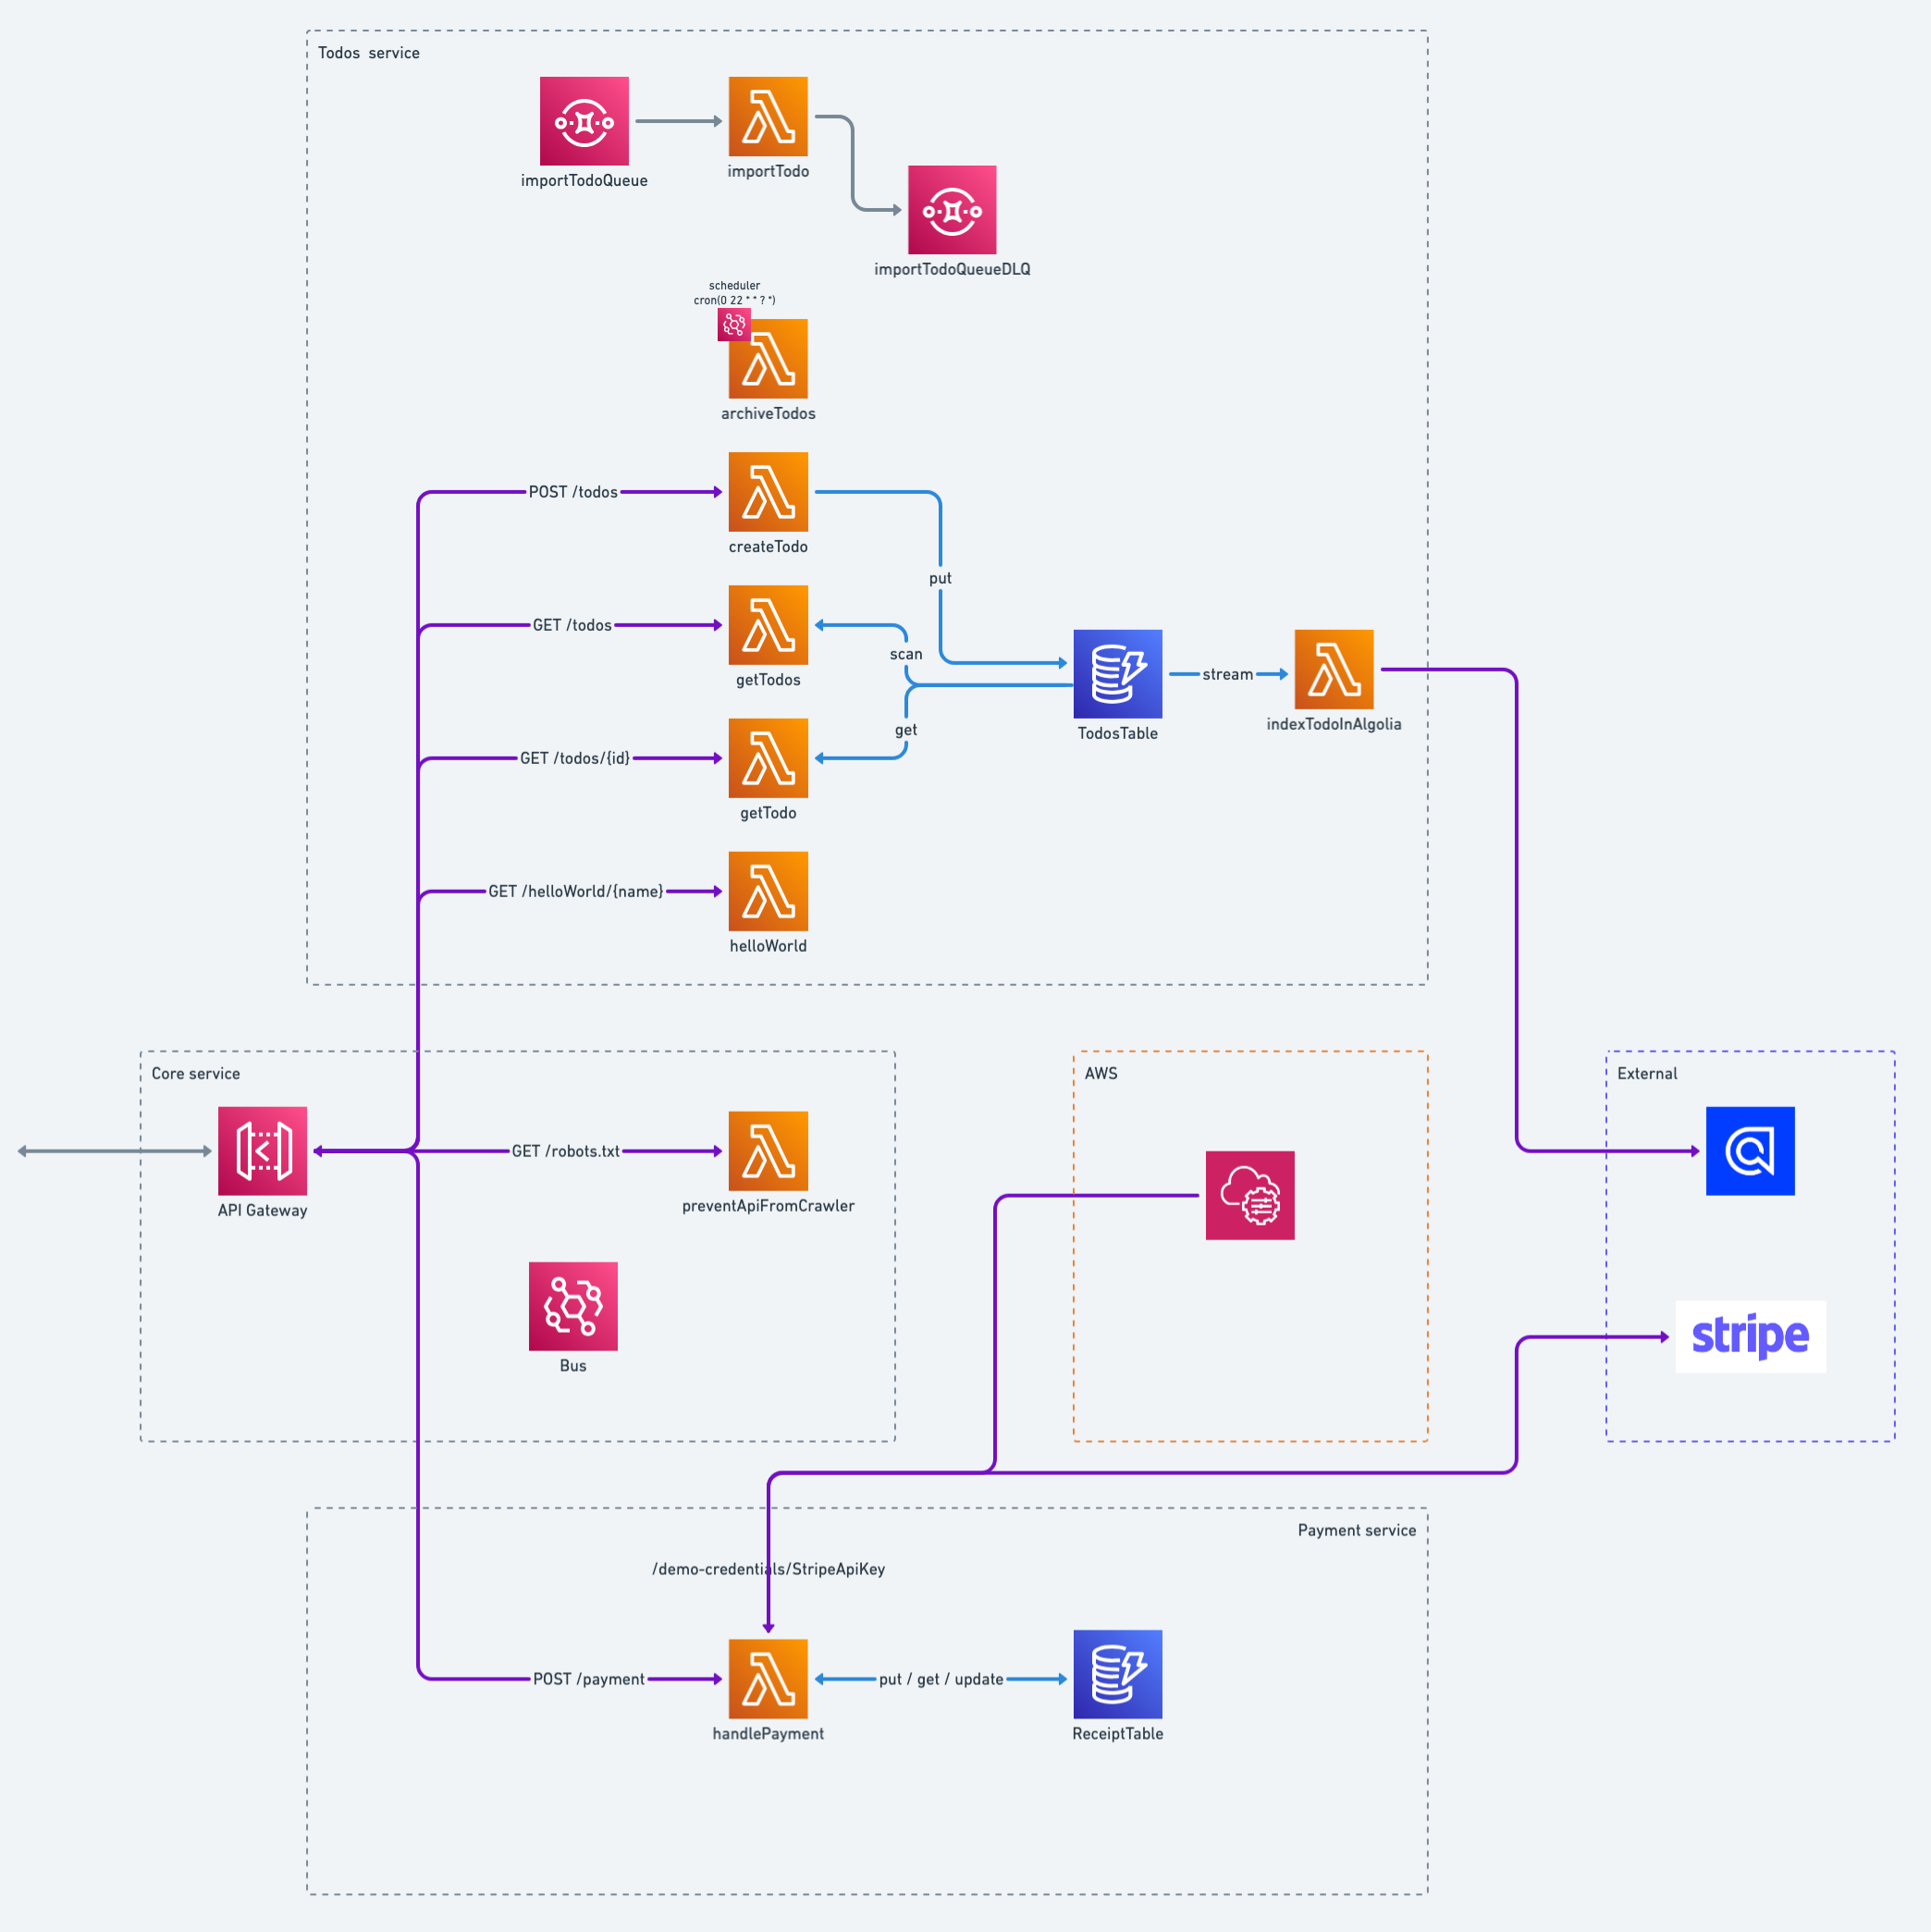 Todos service
importTodoQueue
importTodo
importTodoQueueDLQ
scheduler
cron(0 22 * * ? *)
archiveTodos
POST /todos
createTodo
put
GET /todos
getTodos
scan
TodosTable
stream
indexTodoInAlgolia
get
GET /todos/{id}
getTodo
GET /helloWorld/{name}
helloWorld
Core service
API Gateway
GET /robots.txt
preventApiFromCrawler
Bus
AWS
External
stripe
Payment service
/demo-credentials/StripeApiKey
POST /payment
handlePayment
put / get / update
ReceiptTable